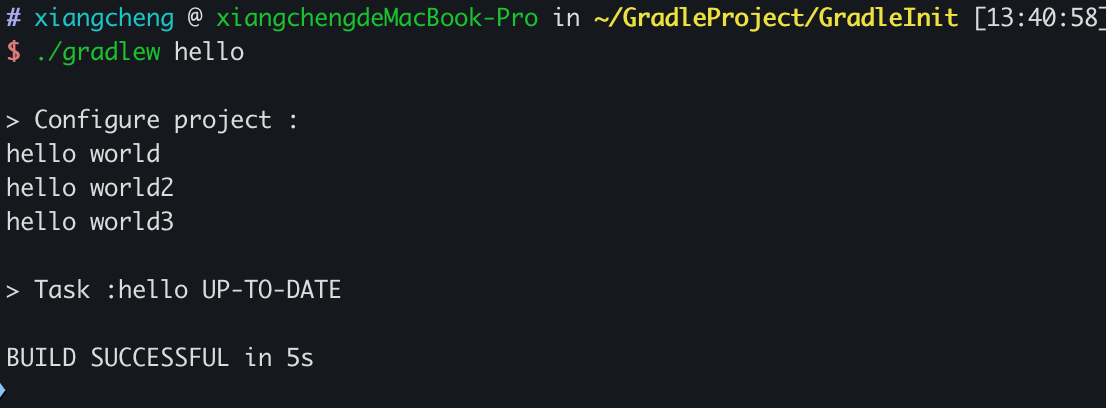 # xiangcheng @ xiangchengdeMacBook-Pro in ~/GradleProject/GradleInit [13:40:58]
$ ./gradlew hello
> Configure project :
hello world
hello world2
hello world3
> Task :hello UP-TO-DATE
BUILD SUCCESSFUL in 5s